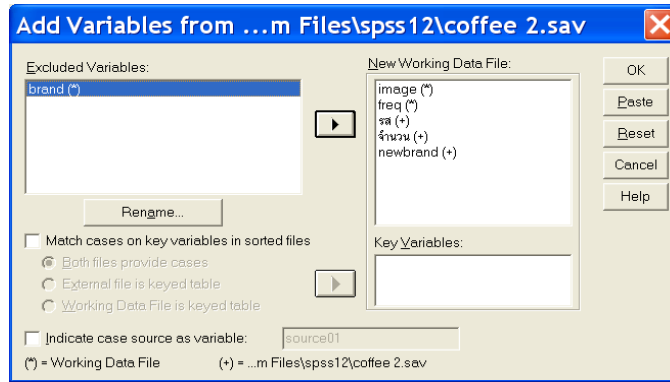 Add Variables from ...m Files\spss12\coffee 2.sav
Excluded Variables:
brand (*)
Rename...
New Working Data File:
image (*)
freq (*)
รส (+)
จำนวน (+)
newbrand (+)
OK
Paste
Reset
Cancel
Help
Match cases on key variables in sorted files
Both files provide cases
External file is keyed table
Working Data File is keyed table
Key Variables:
Indicate case source as variable: source01
(*) = Working Data File (+) = ...m Files\spss12\coffee 2.sav